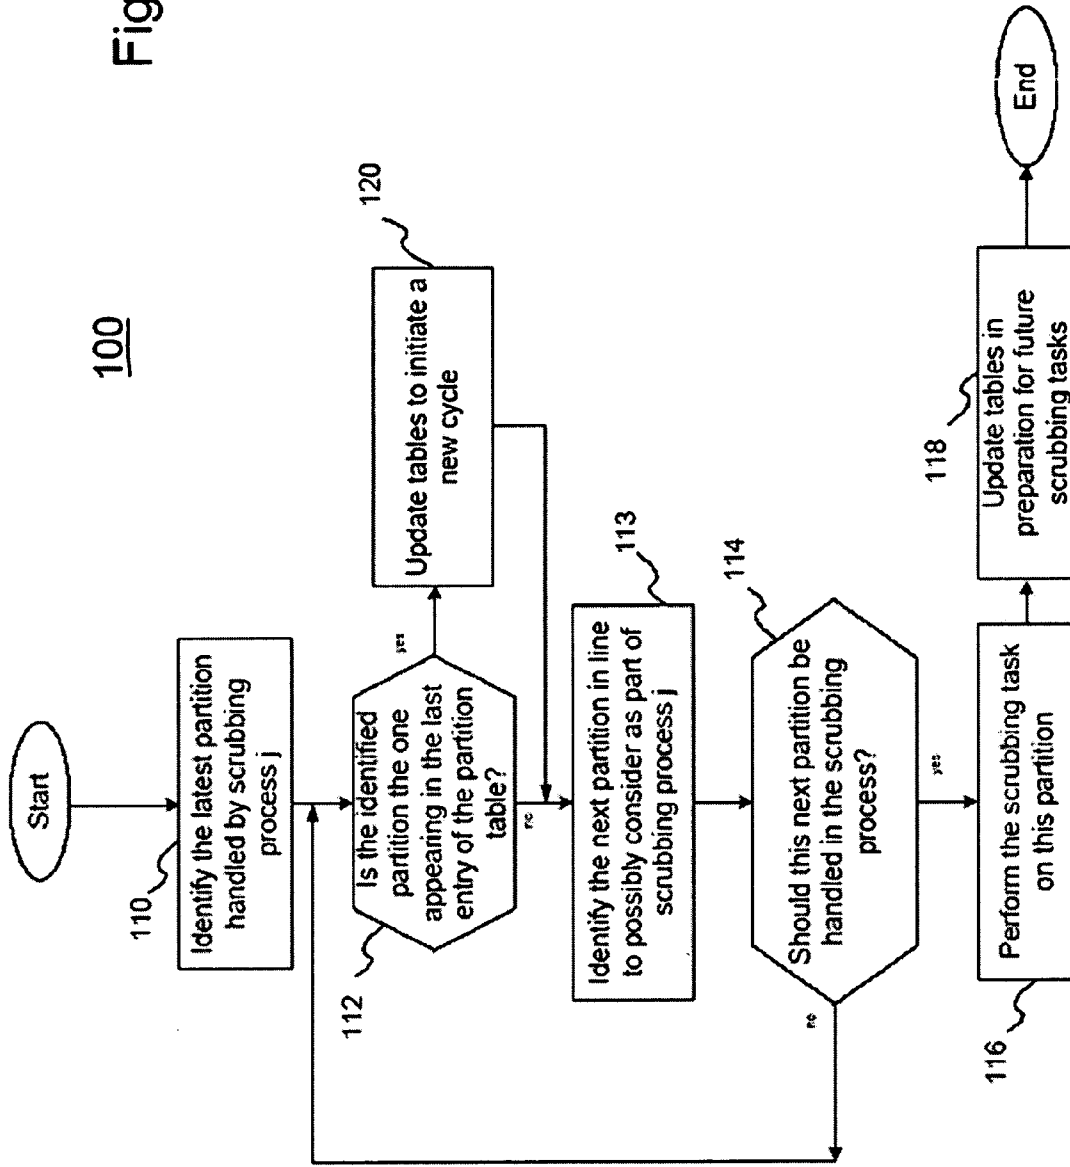 Fig
100
Start
110
Identify the latest partition
handled by scrubbing
process j
112
Is the identified
partition the one
appearing in the last
entry of the partition
table?
yes
no
120
Update tables to initiate a
new cycle
113
Identify the next partition in line
to possibly consider as part of
scrubbing process j
114
Should this next partition be
handled in the scrubbing
process?
no
yes
116
Perform the scrubbing task
on this partition
118
Update tables in
preparation for future
scrubbing tasks
End